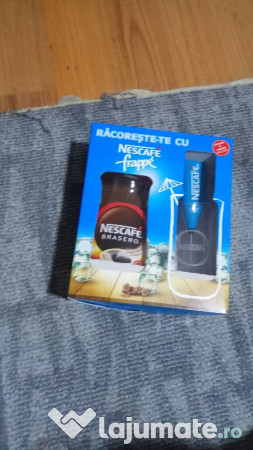 RĂCOREȘTE-TE CU
NESCAFÉ
frappé
NESCAFÉ
NESCAFÉ
BRASERO
lajumate.ro